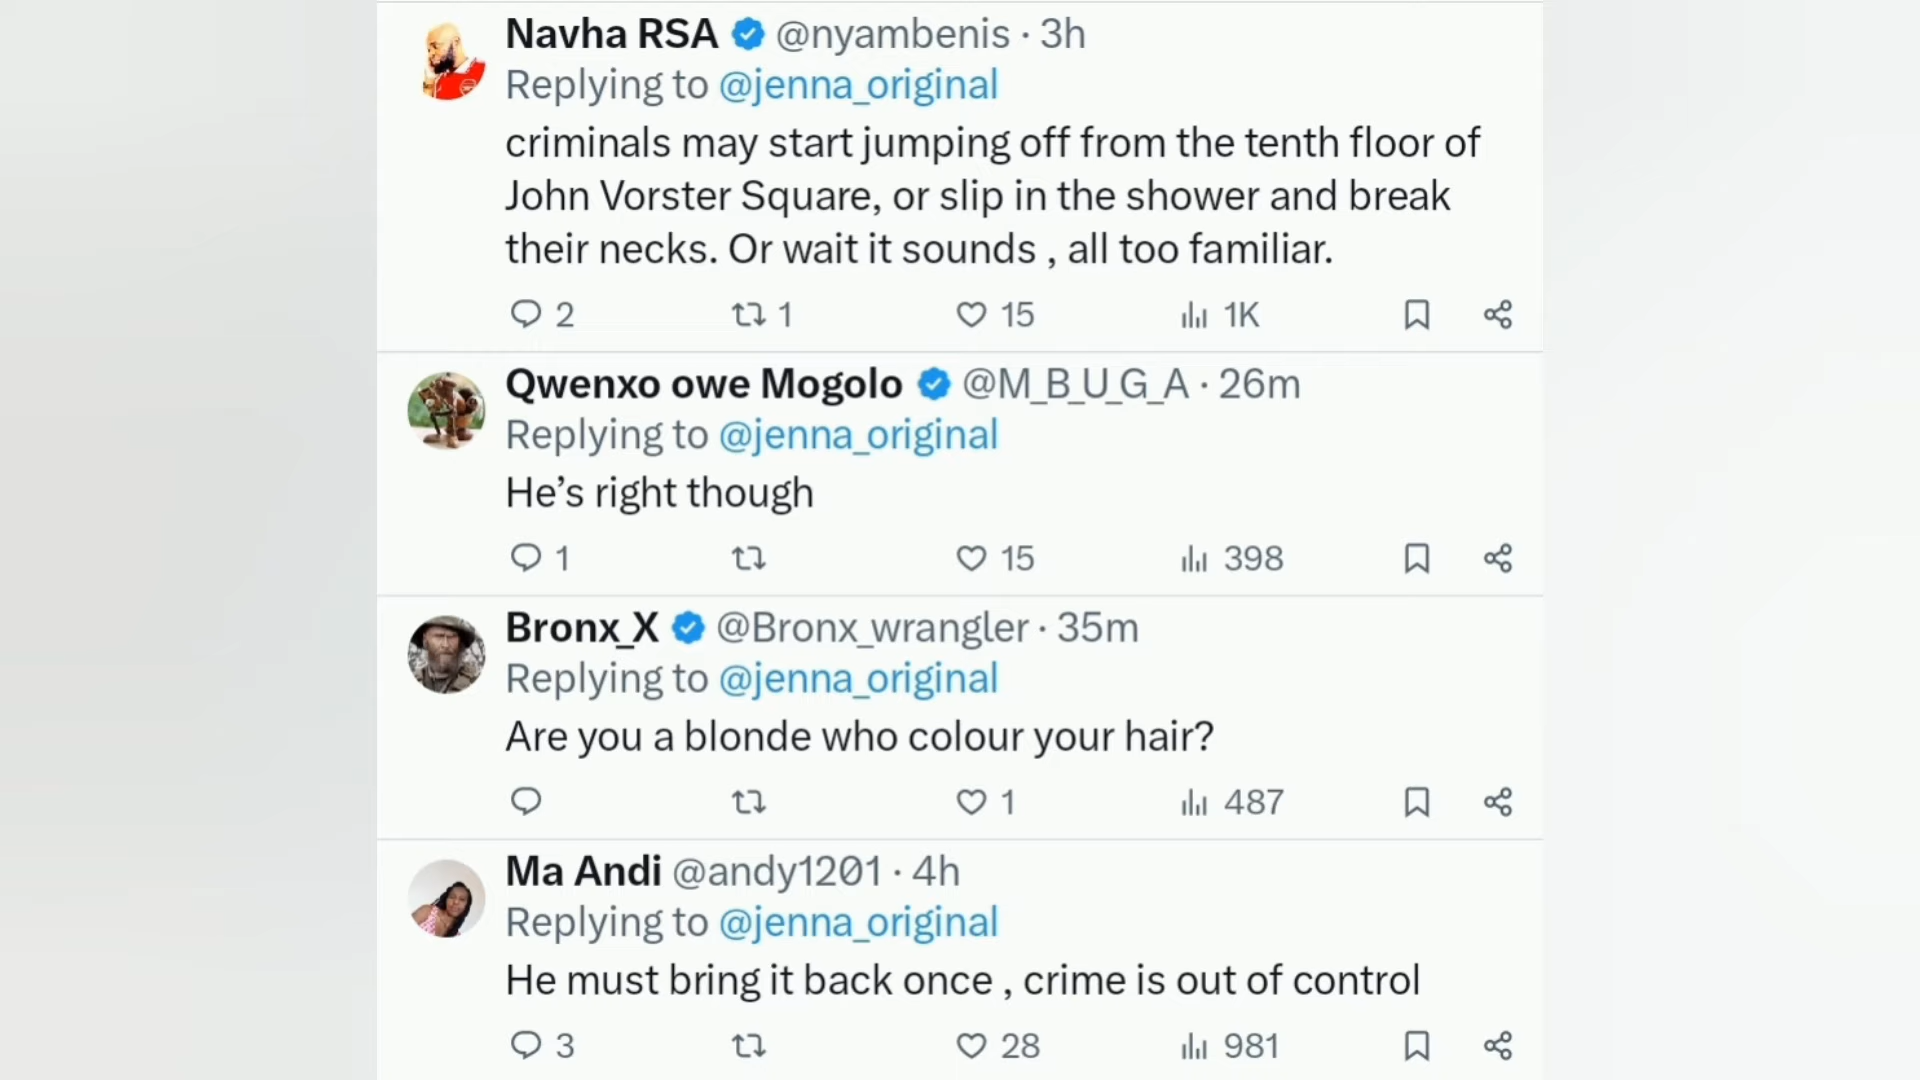 Navha RSA @nyambenis · 3h
Replying to @jenna_original
criminals may start jumping off from the tenth floor of
John Vorster Square, or slip in the shower and break
their necks. Or wait it sounds , all too familiar.
2 1 15 1K
Qwenxo owe Mogolo @M_B_U_G_A · 26m
Replying to @jenna_original
He’s right though
1 15 398
Bronx_X @Bronx_wrangler · 35m
Replying to @jenna_original
Are you a blonde who colour your hair?
1 487
Ma Andi @andy1201 · 4h
Replying to @jenna_original
He must bring it back once , crime is out of control
3 28 981